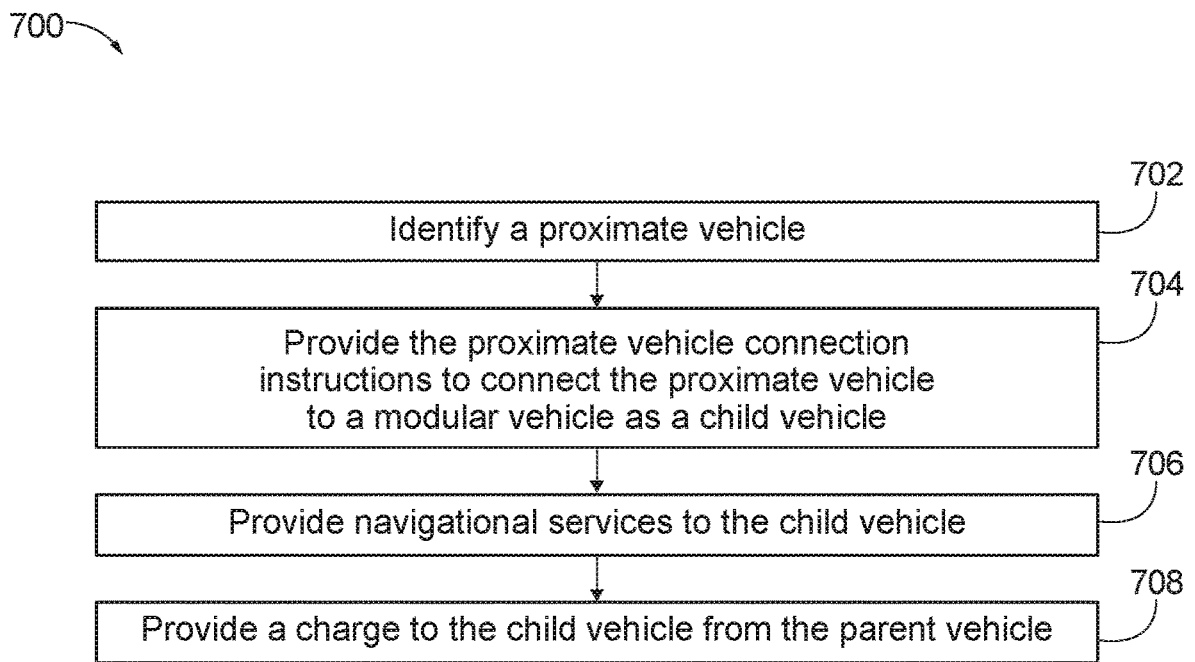 700
702
Identify a proximate vehicle
704
Provide the proximate vehicle connection
instructions to connect the proximate vehicle
to a modular vehicle as a child vehicle
706
Provide navigational services to the child vehicle
708
Provide a charge to the child vehicle from the parent vehicle